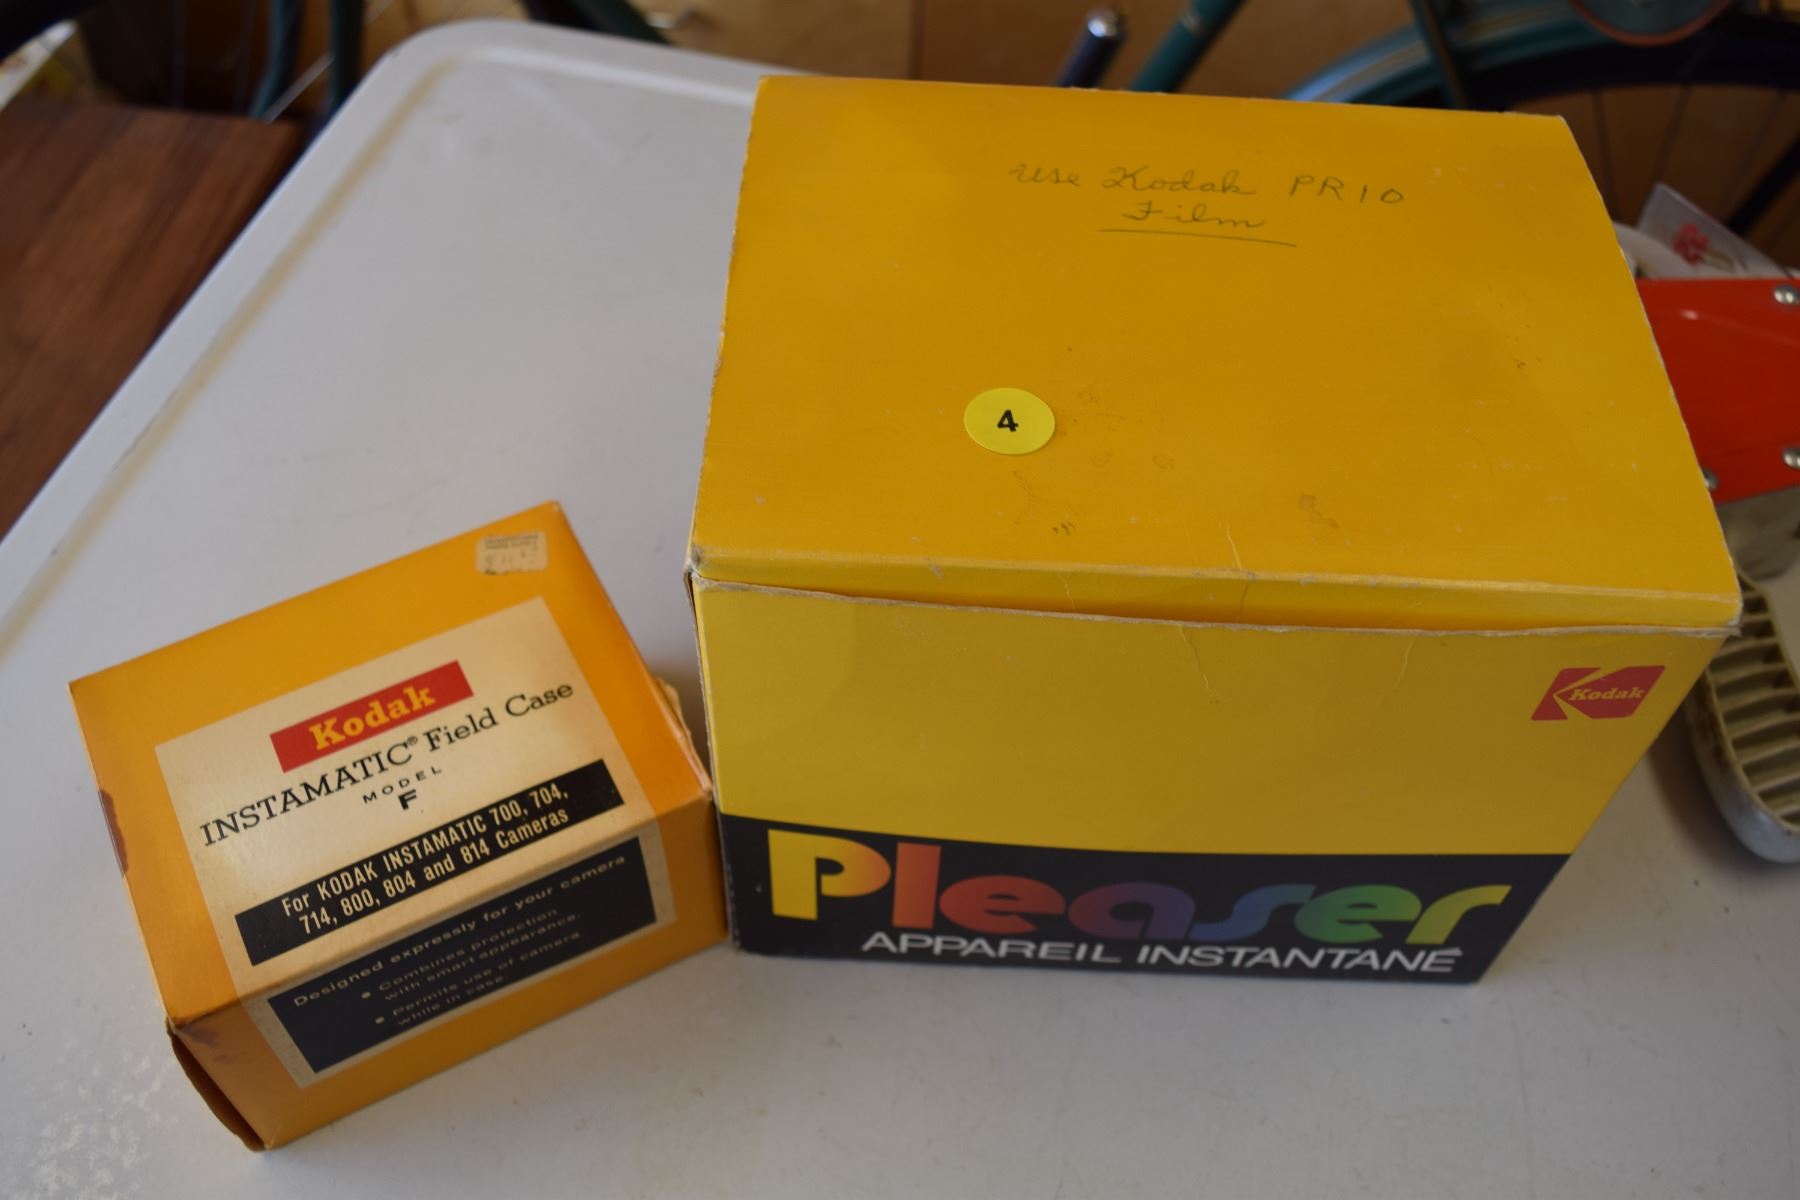 use Kodak PR10
Film
4
Kodak
Pleaser
APPAREIL INSTANTANÉ
Kodak
INSTAMATIC® Field Case
MODEL
F
For KODAK INSTAMATIC 700, 704,
714, 800, 804 and 814 Cameras
Designed expressly for your camera
• Combines protection
with smart appearance.
• Permits use of camera
while in case.